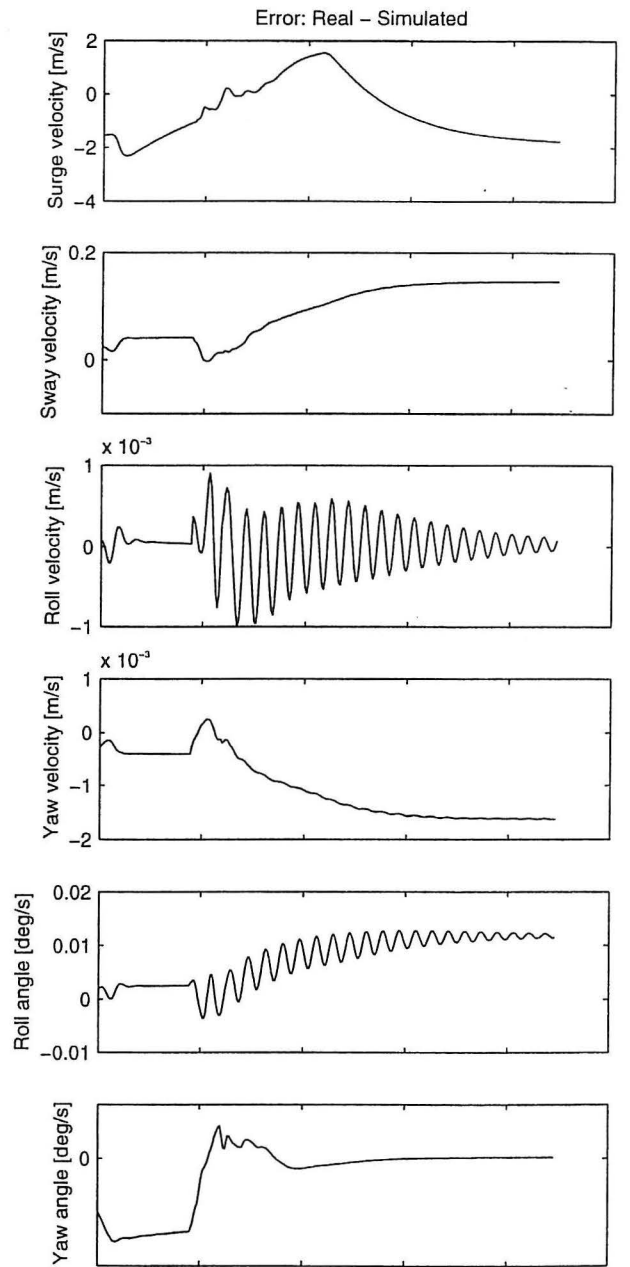 Error: Real – Simulated
Surge velocity [m/s]
2
0
−2
−4
Sway velocity [m/s]
0.2
0
x 10⁻³
Roll velocity [m/s]
1
0
−1
x 10⁻³
Yaw velocity [m/s]
1
0
−1
−2
Roll angle [deg/s]
0.02
0.01
0
−0.01
Yaw angle [deg/s]
0